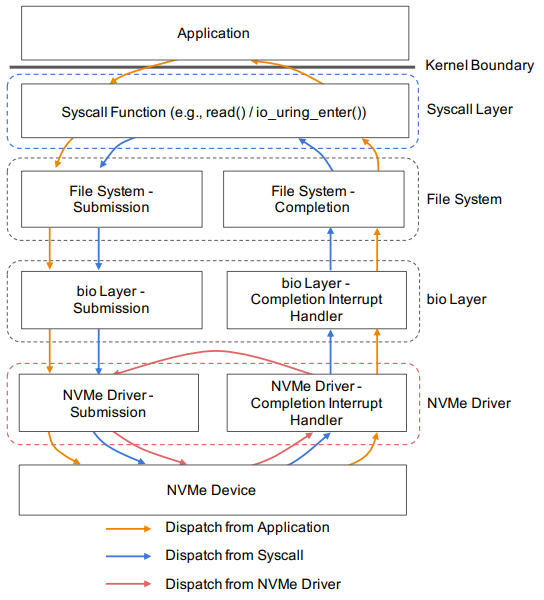 Application
Kernel Boundary
Syscall Function (e.g., read() / io_uring_enter())
Syscall Layer
File System -
Submission
File System -
Completion
File System
bio Layer -
Submission
bio Layer -
Completion Interrupt
Handler
bio Layer
NVMe Driver -
Submission
NVMe Driver -
Completion Interrupt
Handler
NVMe Driver
NVMe Device
Dispatch from Application
Dispatch from Syscall
Dispatch from NVMe Driver